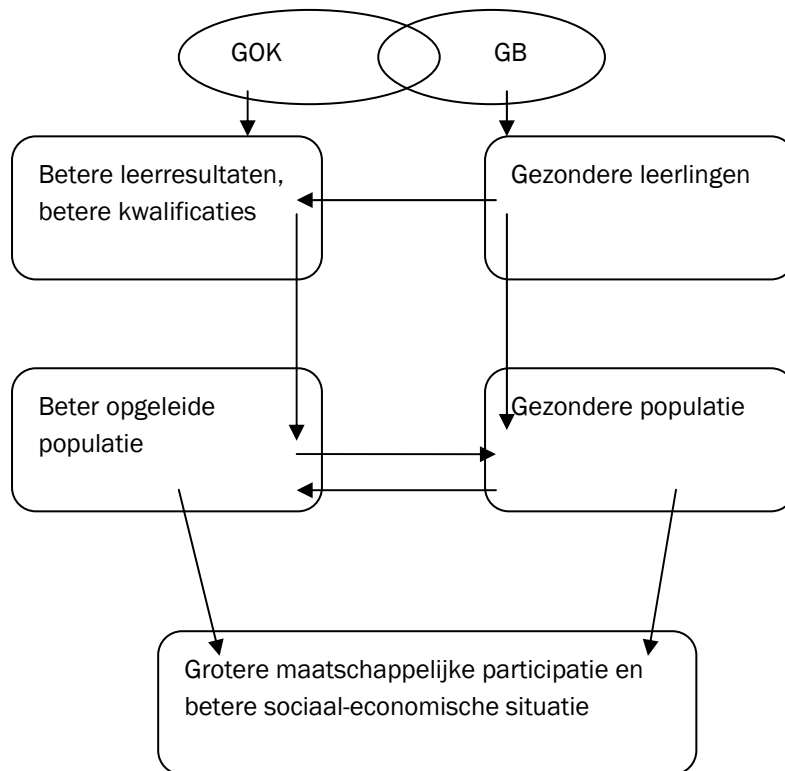 GOK
GB
Betere leerresultaten,
betere kwalificaties
Gezondere leerlingen
Beter opgeleide
populatie
Gezondere populatie
Grotere maatschappelijke participatie en
betere sociaal-economische situatie